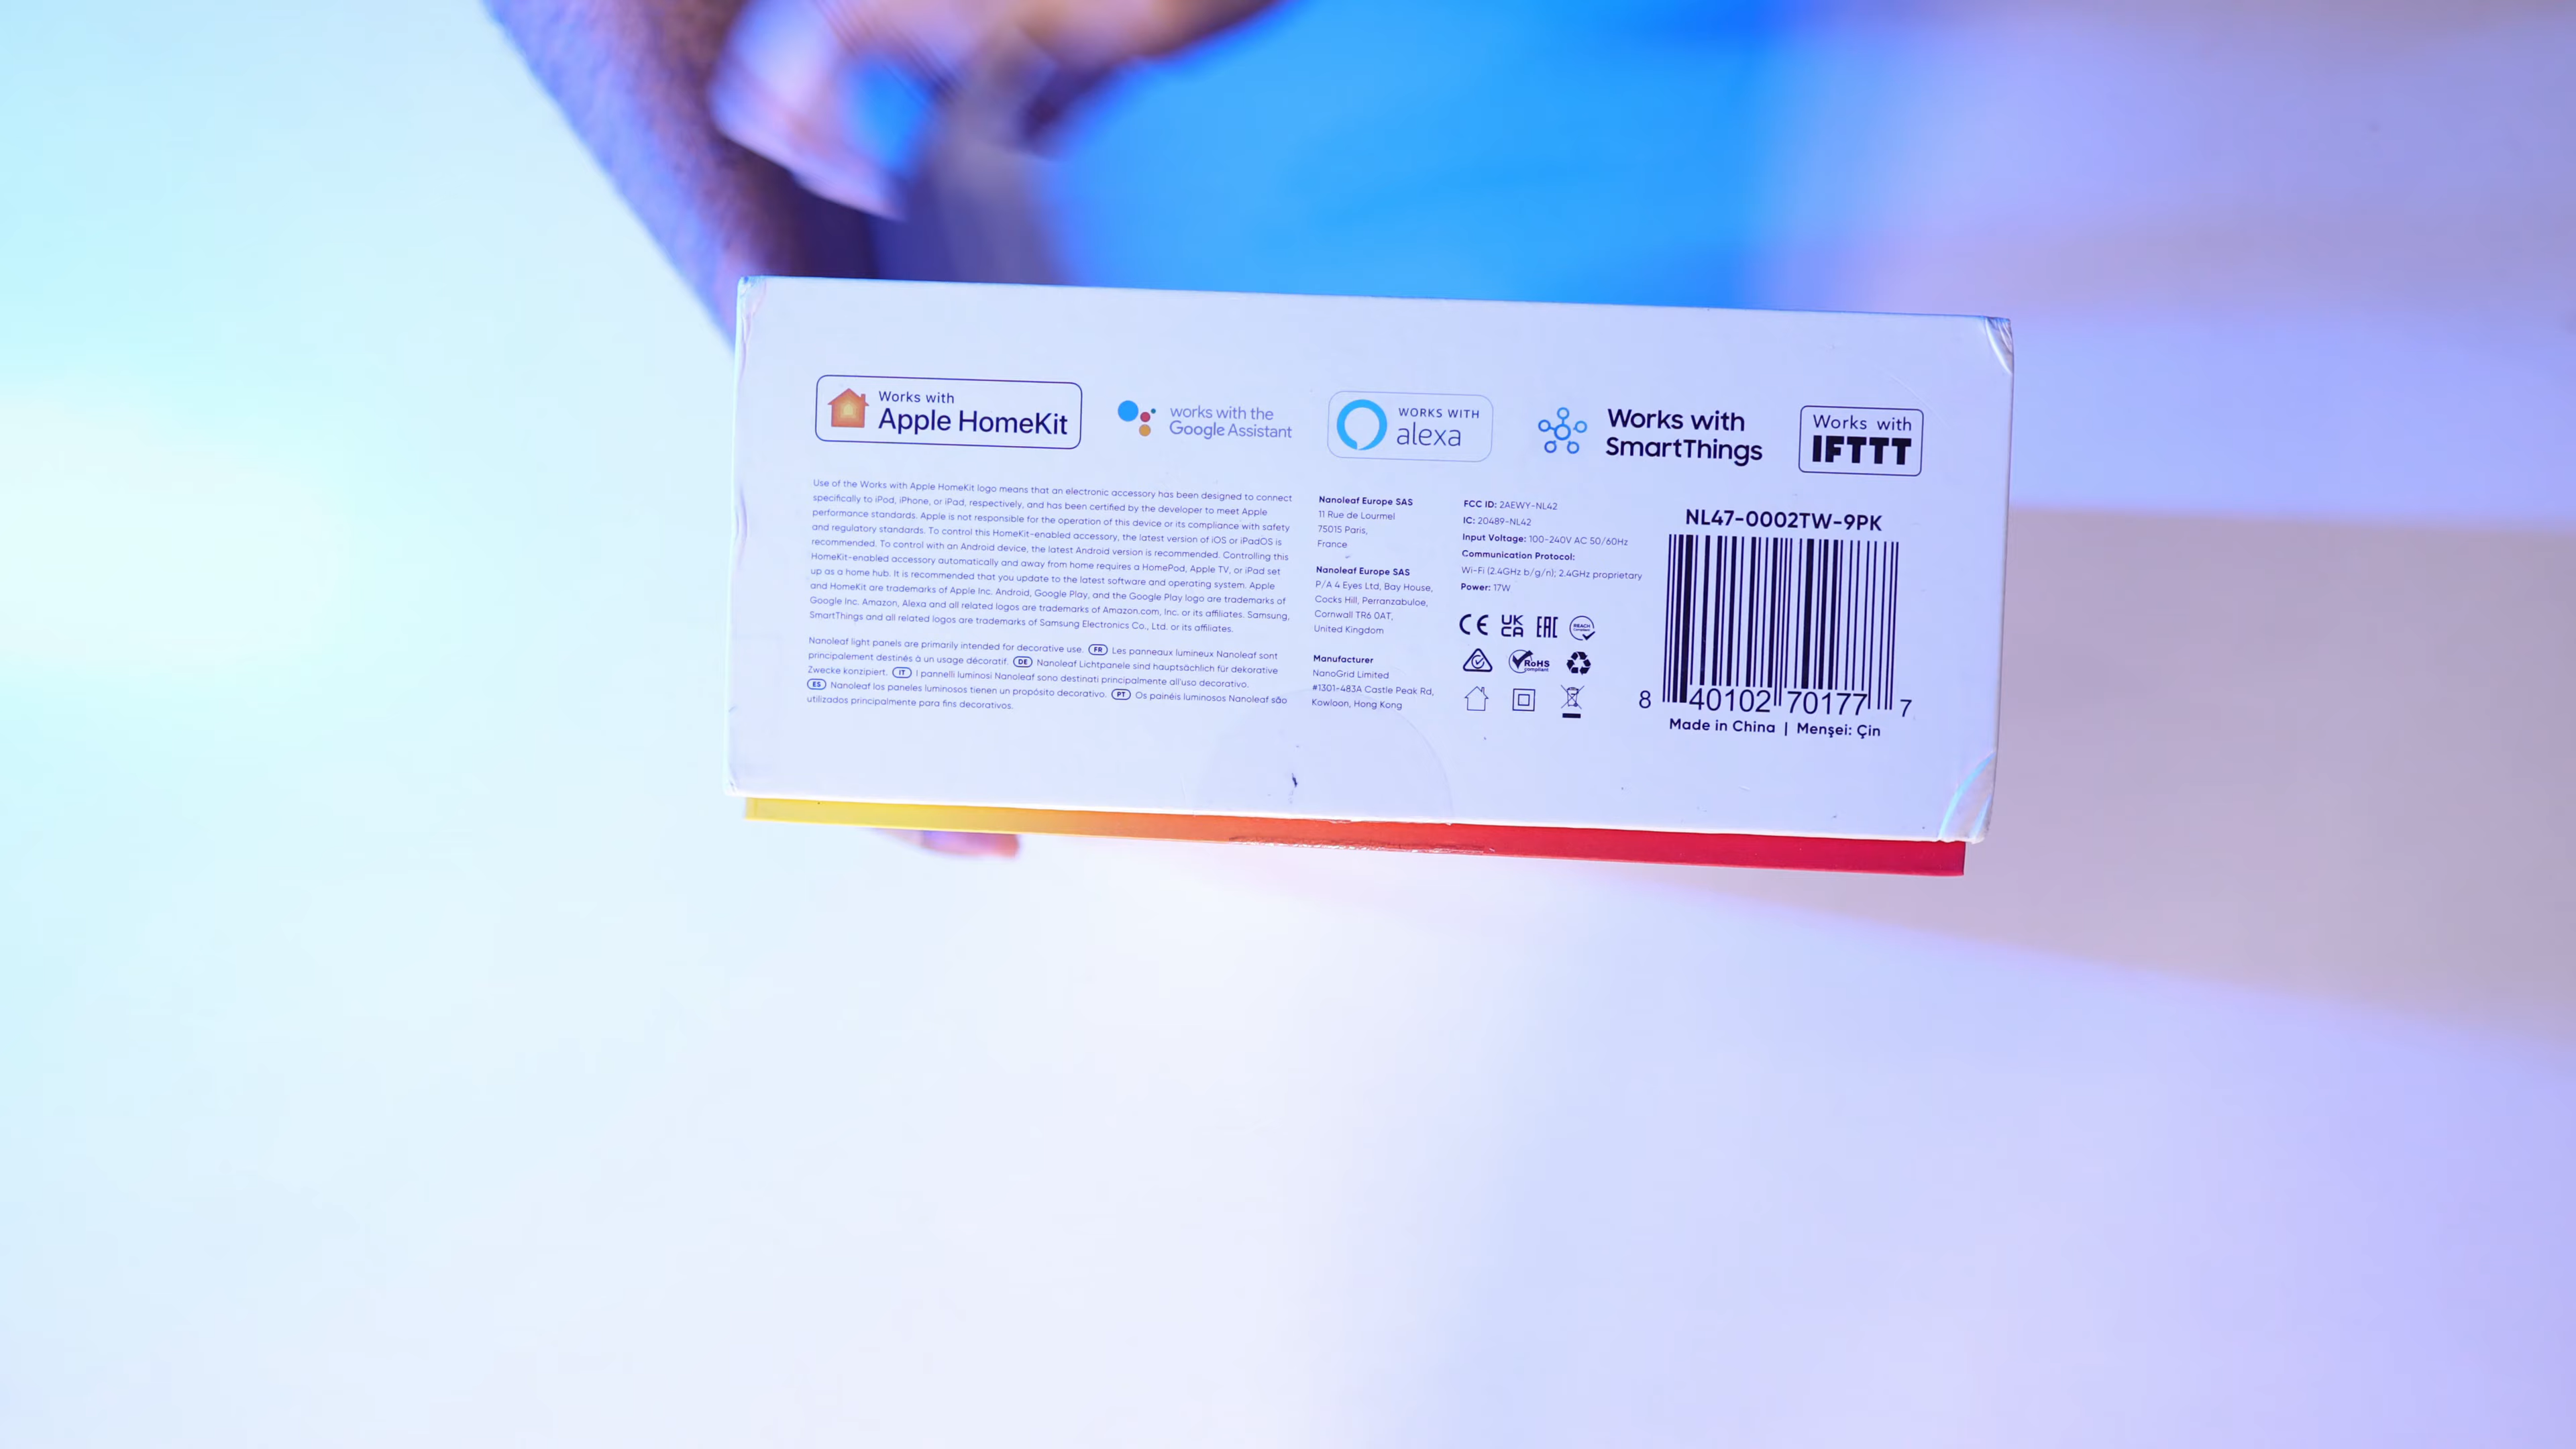 Works with
Apple HomeKit
works with the
Google Assistant
WORKS WITH
alexa
Works with
SmartThings
Works with
IFTTT
Use of the Works with Apple HomeKit logo means that an electronic accessory has been designed to connect
specifically to iPod, iPhone, or iPad, respectively, and has been certified by the developer to meet Apple
performance standards. Apple is not responsible for the operation of this device or its compliance with safety
and regulatory standards. To control this HomeKit-enabled accessory, the latest version of iOS or iPadOS is
recommended. To control with an Android device, the latest Android version is recommended. Controlling this
HomeKit-enabled accessory automatically and away from home requires a HomePod, Apple TV, or iPad set
up as a home hub. It is recommended that you update to the latest software and operating system. Apple
and HomeKit are trademarks of Apple Inc. Android, Google Play, and the Google Play logo are trademarks of
Google Inc. Amazon, Alexa and all related logos are trademarks of Amazon.com, Inc. or its affiliates. Samsung,
SmartThings and all related logos are trademarks of Samsung Electronics Co., Ltd. or its affiliates.
Nanoleaf light panels are primarily intended for decorative use. FR Les panneaux lumineux Nanoleaf sont
principalement destinés à un usage décoratif. DE Nanoleaf Lichtpanele sind hauptsächlich für dekorative
Zwecke konzipiert. IT I pannelli luminosi Nanoleaf sono destinati principalmente all'uso decorativo.
ES Nanoleaf los paneles luminosos tienen un propósito decorativo. PT Os painéis luminosos Nanoleaf são
utilizados principalmente para fins decorativos.
Nanoleaf Europe SAS
11 Rue de Lourmel
75015 Paris,
France
Nanoleaf Europe SAS
P/A 4 Eyes Ltd, Bay House,
Cocks Hill, Perranzabuloe,
Cornwall TR6 0AT,
United Kingdom
Manufacturer
NanoGrid Limited
#1301-483A Castle Peak Rd,
Kowloon, Hong Kong
FCC ID: 2AEWY-NL42
IC: 20489-NL42
Input Voltage: 100-240V AC 50/60Hz
Communication Protocol:
Wi-Fi (2.4GHz b/g/n); 2.4GHz proprietary
Power: 17W
CE UK CA EAC REACH
RoHS
compliant
NL47-0002TW-9PK
8 40102 70177 7
Made in China | Menşei: Çin